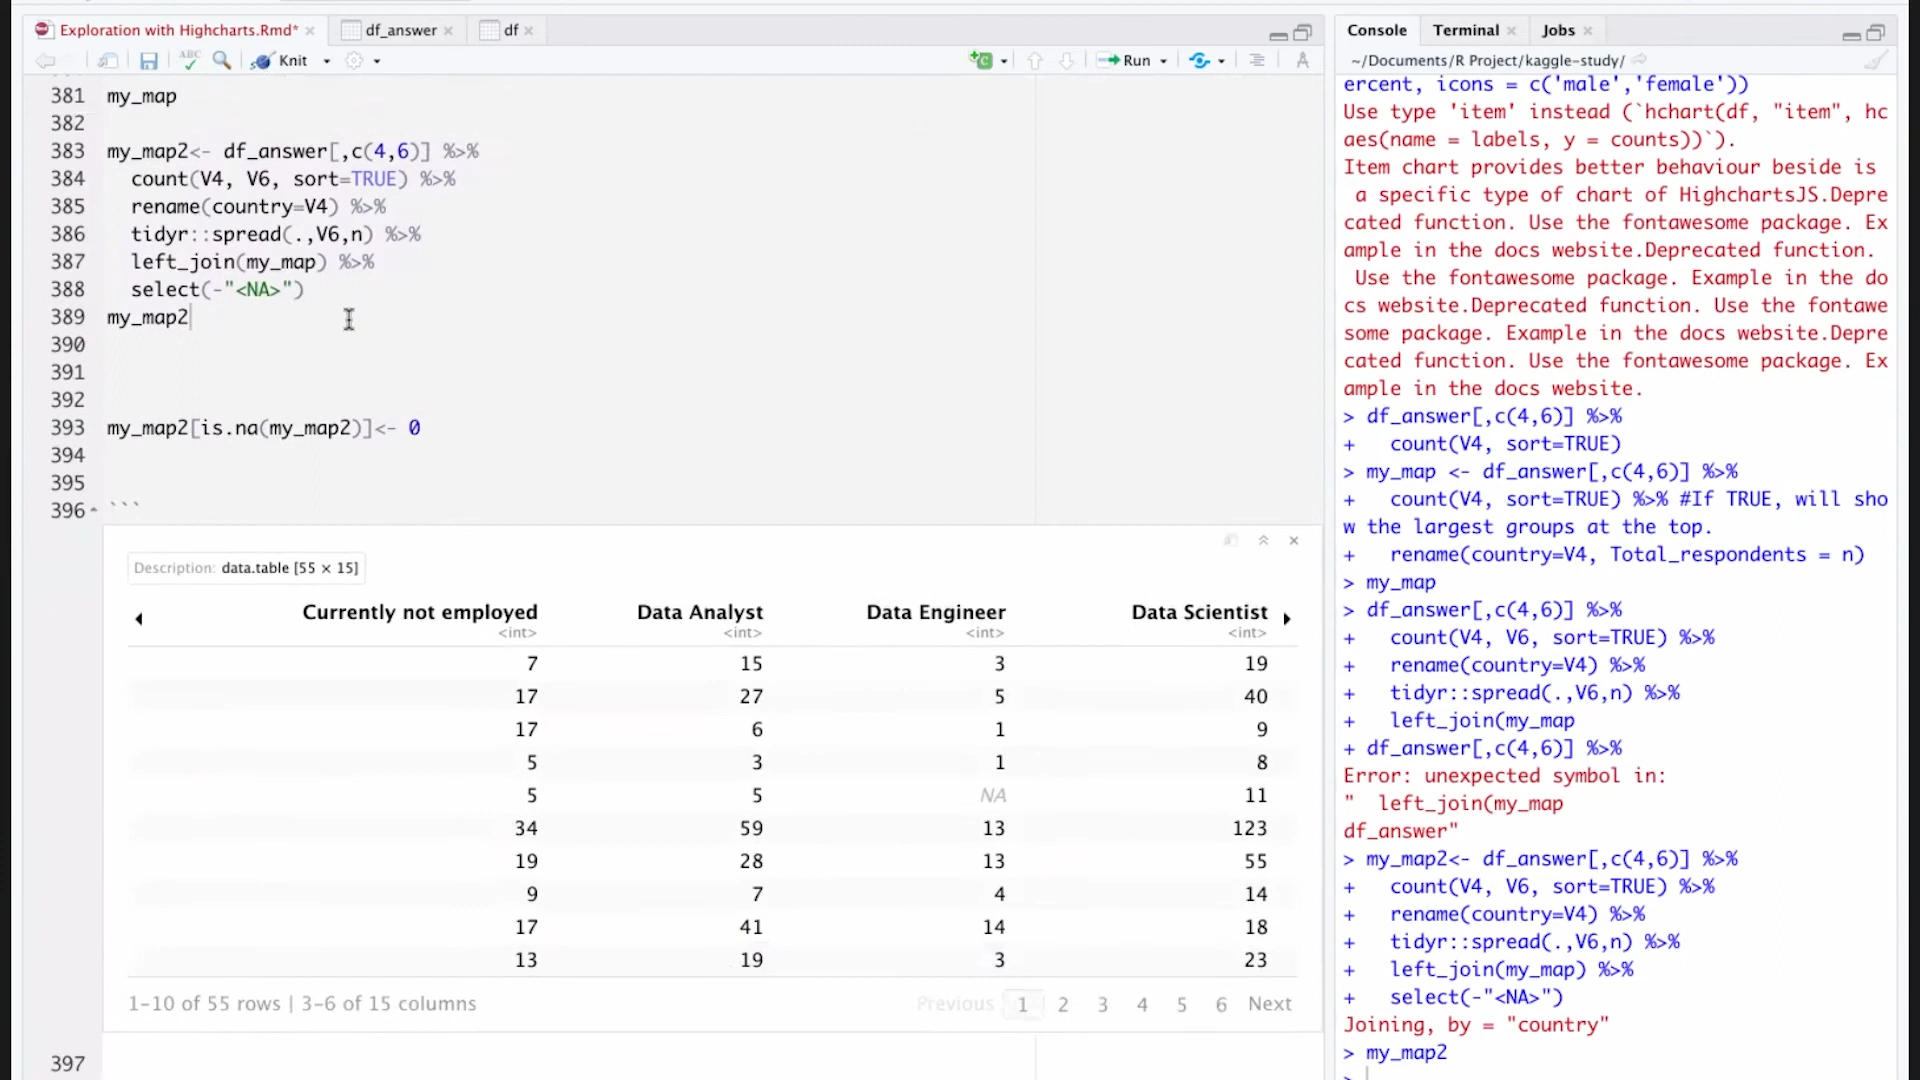 Exploration with Highcharts.Rmd* × df_answer × df ×
ABC Knit Run
381 my_map
382
383 my_map2<- df_answer[,c(4,6)] %>%
384 count(V4, V6, sort=TRUE) %>%
385 rename(country=V4) %>%
386 tidyr::spread(.,V6,n) %>%
387 left_join(my_map) %>%
388 select(-"<NA>")
389 my_map2
390
391
392
393 my_map2[is.na(my_map2)]<- 0
394
395
396 ```
Description: data.table [55 × 15]
Currently not employed Data Analyst Data Engineer Data Scientist
<int> <int> <int> <int>
7 15 3 19
17 27 5 40
17 6 1 9
5 3 1 8
5 5 NA 11
34 59 13 123
19 28 13 55
9 7 4 14
17 41 14 18
13 19 3 23
1-10 of 55 rows | 3-6 of 15 columns Previous 1 2 3 4 5 6 Next
397
Console Terminal × Jobs ×
~/Documents/R Project/kaggle-study/
ercent, icons = c('male','female'))
Use type 'item' instead (`hchart(df, "item", hc
aes(name = labels, y = counts))`).
Item chart provides better behaviour beside is
a specific type of chart of HighchartsJS.Depre
cated function. Use the fontawesome package. Ex
ample in the docs website.Deprecated function.
Use the fontawesome package. Example in the do
cs website.Deprecated function. Use the fontawe
some package. Example in the docs website.Depre
cated function. Use the fontawesome package. Ex
ample in the docs website.
> df_answer[,c(4,6)] %>%
+ count(V4, sort=TRUE)
> my_map <- df_answer[,c(4,6)] %>%
+ count(V4, sort=TRUE) %>% #If TRUE, will sho
w the largest groups at the top.
+ rename(country=V4, Total_respondents = n)
> my_map
> df_answer[,c(4,6)] %>%
+ count(V4, V6, sort=TRUE) %>%
+ rename(country=V4) %>%
+ tidyr::spread(.,V6,n) %>%
+ left_join(my_map
+ df_answer[,c(4,6)] %>%
Error: unexpected symbol in:
" left_join(my_map
df_answer"
> my_map2<- df_answer[,c(4,6)] %>%
+ count(V4, V6, sort=TRUE) %>%
+ rename(country=V4) %>%
+ tidyr::spread(.,V6,n) %>%
+ left_join(my_map) %>%
+ select(-"<NA>")
Joining, by = "country"
> my_map2
>